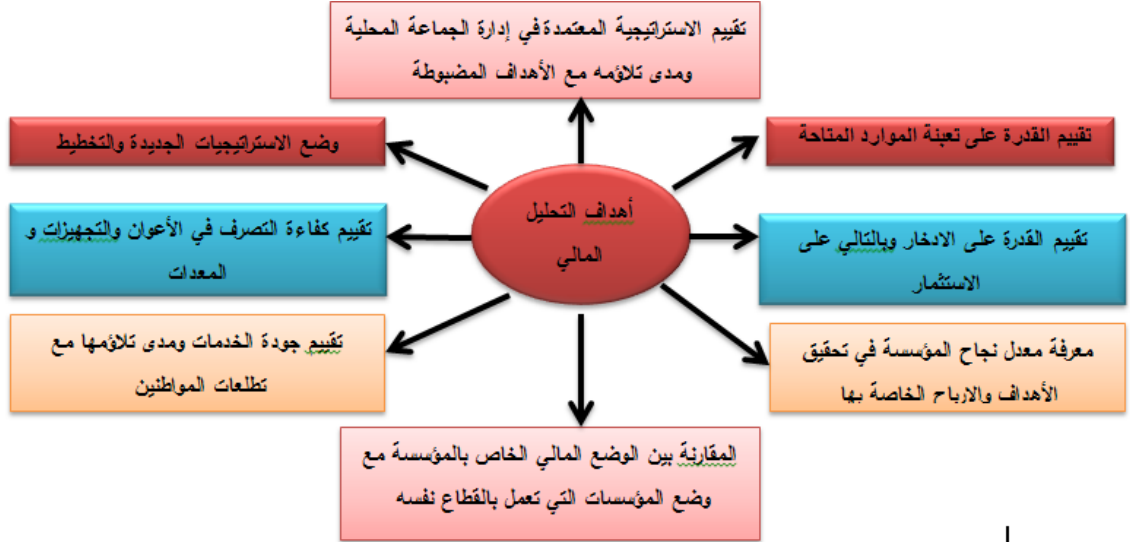 تقييم الاستراتيجية المعتمدة في إدارة الجماعة المحلية
ومدى تلاؤمه مع الأهداف المضبوطة
تقييم القدرة على تعبئة الموارد المتاحة
وضع الاستراتيجيات الجديدة والتخطيط
أهداف التحليل
المالي
تقييم القدرة على الادخار وبالتالي على
الاستثمار
تقييم كفاءة التصرف في الأعوان والتجهيزات و
المعدات
معرفة معدل نجاح المؤسسة في تحقيق
الأهداف والارباح الخاصة بها
تقييم جودة الخدمات ومدى تلاؤمها مع
تطلعات المواطنين
المقارنة بين الوضع المالي الخاص بالمؤسسة مع
وضع المؤسسات التي تعمل بالقطاع نفسه